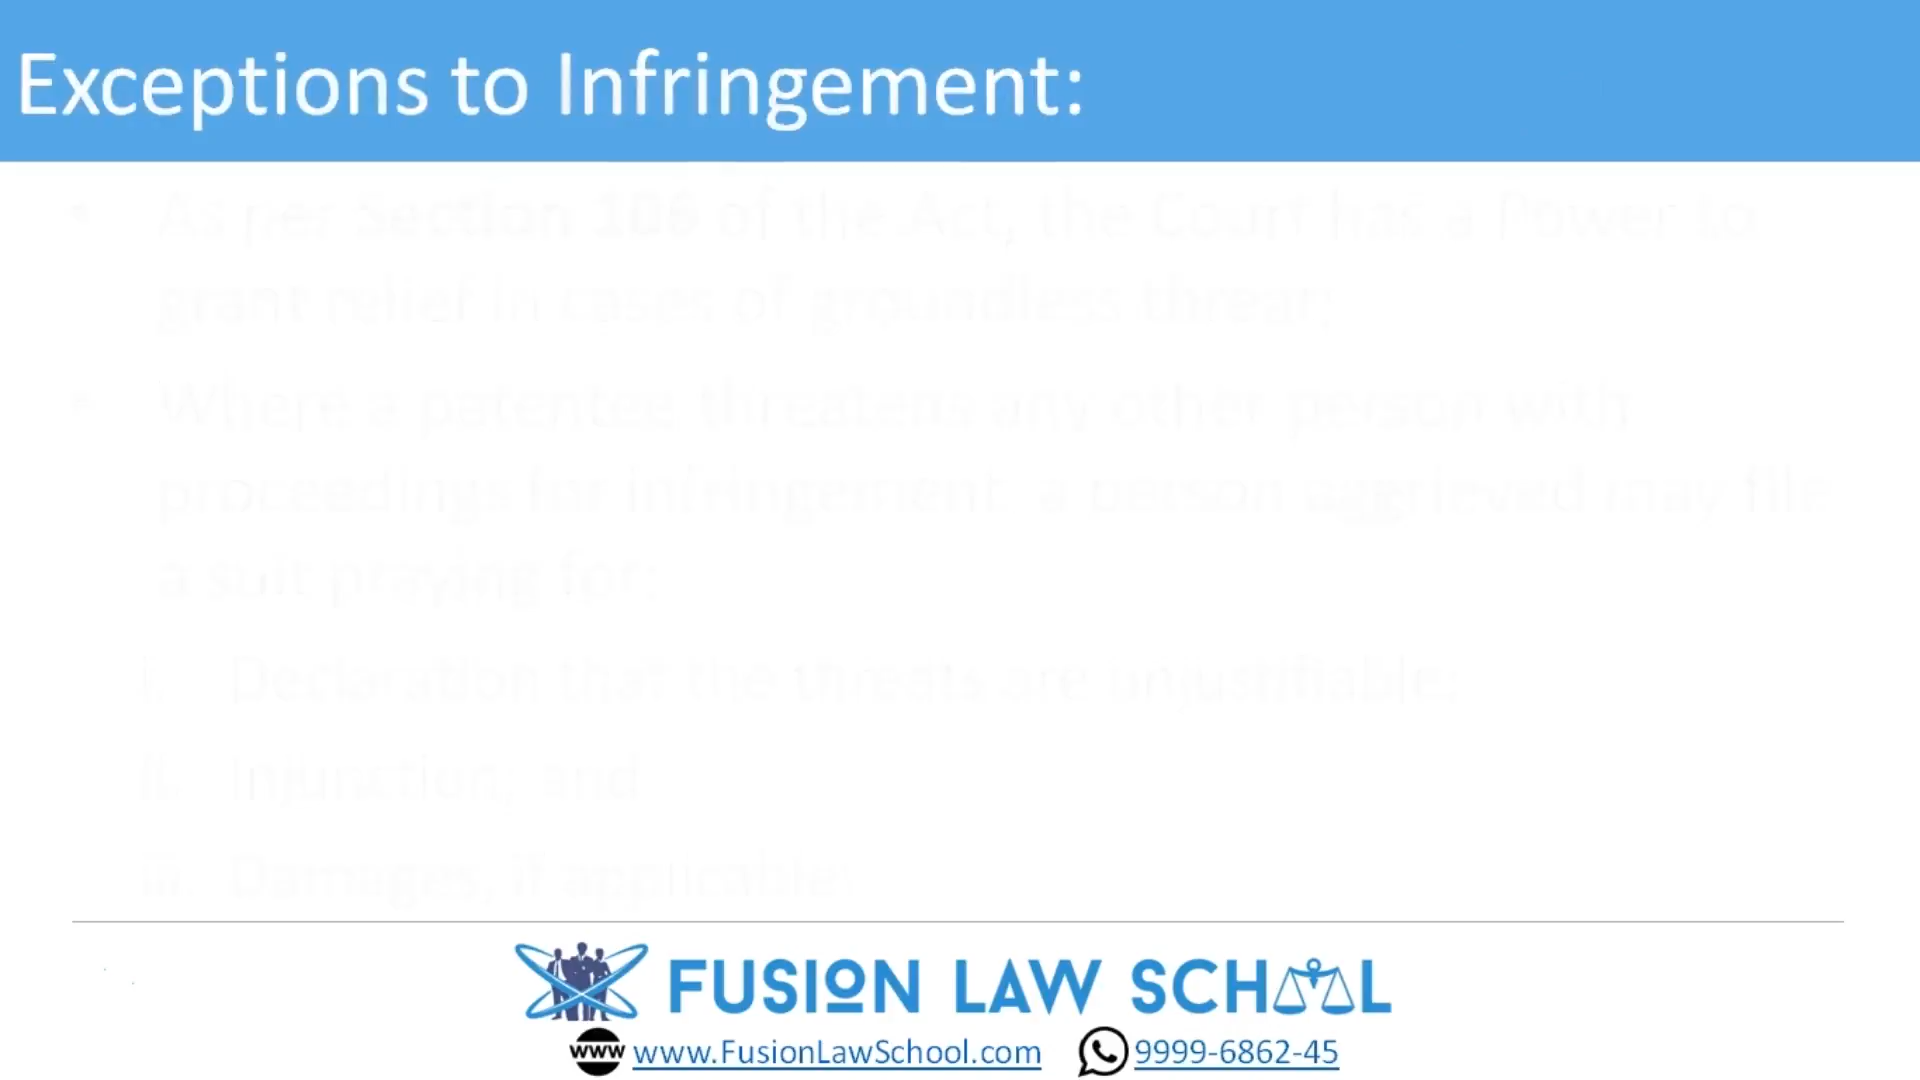 Exceptions to Infringement:
• As per Section 106 of the Act, the Court has a Power to
grant relief in cases of groundless threat;
• Where a patentee threatens any other person with
proceedings for infringement, a person aggrieved may file
a suit praying for:
i. Declaration that the threats are unjustifiable;
ii. Injunction; and
iii. Damages, if applicable.
FUSION LAW SCHOOL
www www.FusionLawSchool.com 9999-6862-45